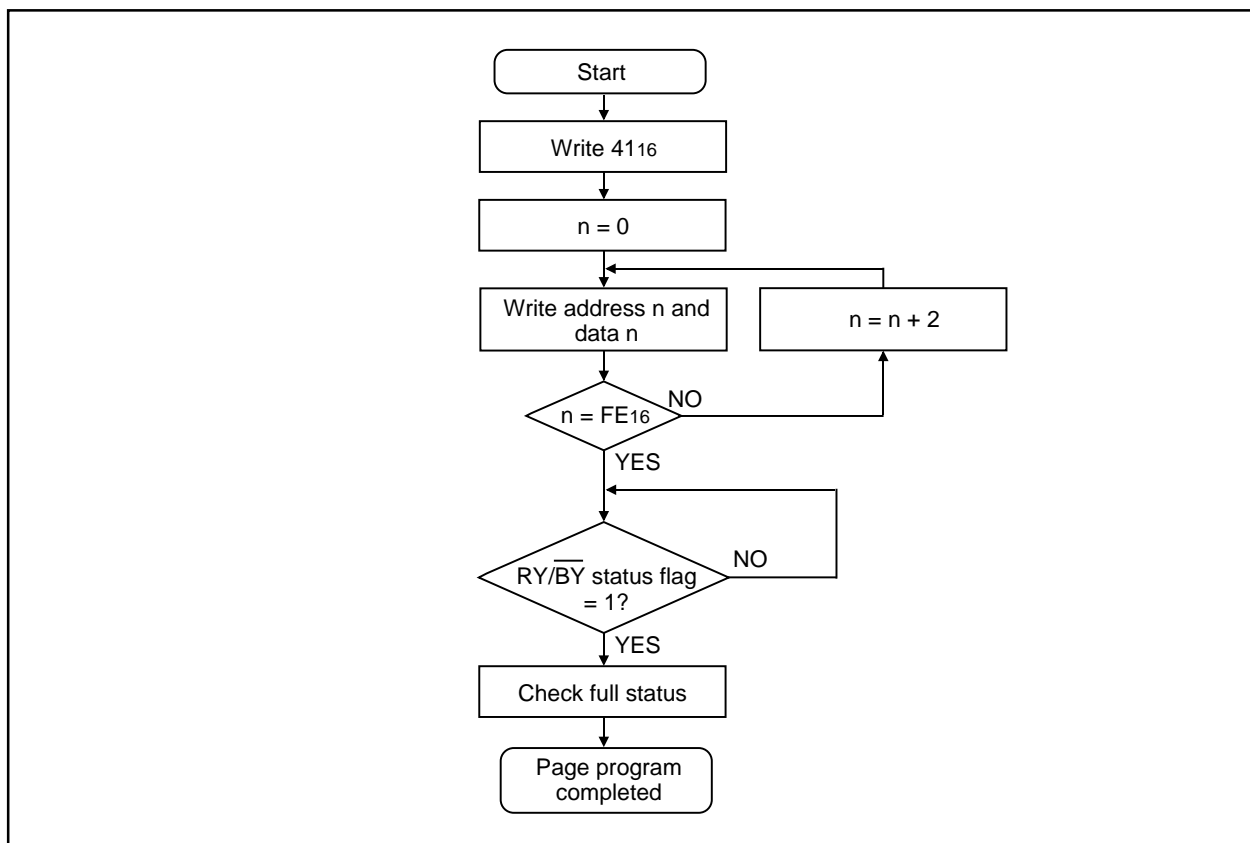 Start
Write 41₁₆
n = 0
Write address n and
data n
n = n + 2
n = FE₁₆
NO
YES
RY/B̅Y̅ status flag
= 1?
NO
YES
Check full status
Page program
completed